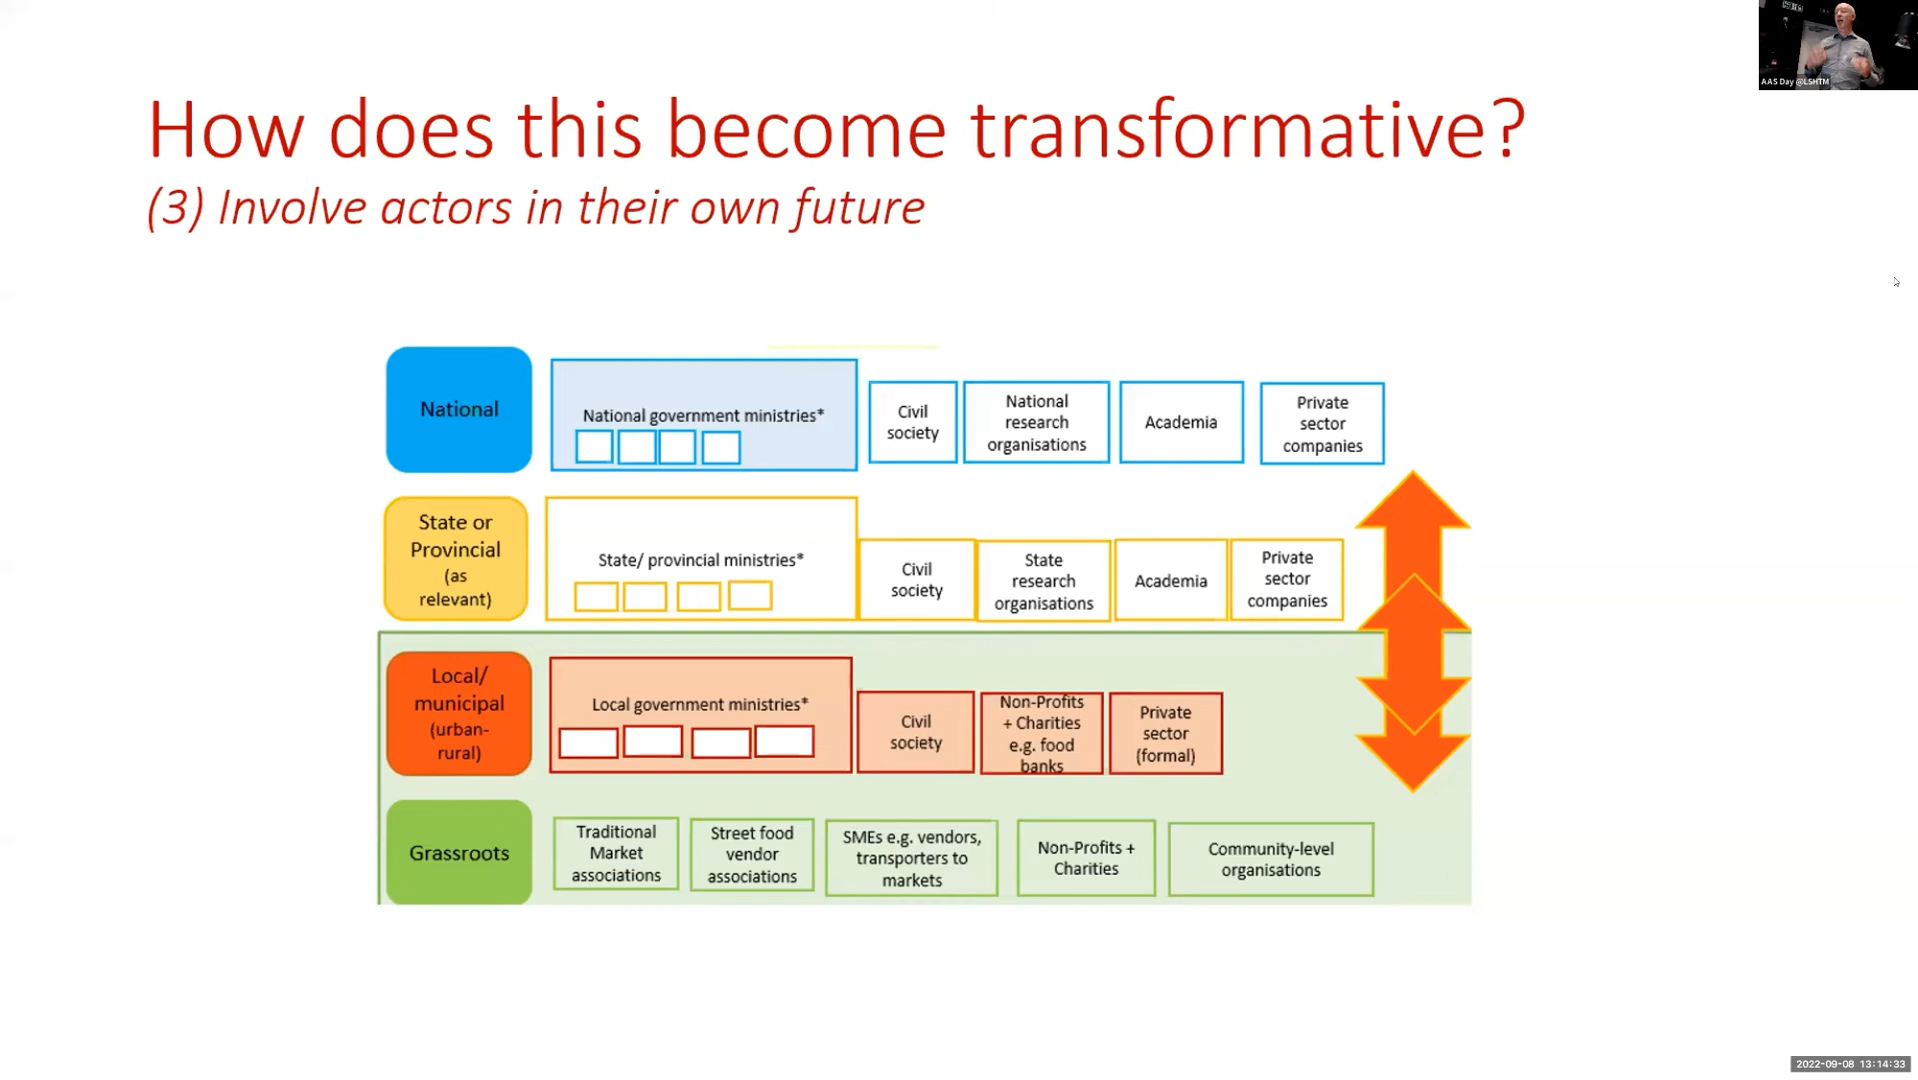 AAS Day @LSHTM
How does this become transformative?
(3) Involve actors in their own future
National
National government ministries*
Civil
society
National
research
organisations
Academia
Private
sector
companies
State or
Provincial
(as
relevant)
State/ provincial ministries*
Civil
society
State
research
organisations
Academia
Private
sector
companies
Local/
municipal
(urban-
rural)
Local government ministries*
Civil
society
Non-Profits
+ Charities
e.g. food
banks
Private
sector
(formal)
Grassroots
Traditional
Market
associations
Street food
vendor
associations
SMEs e.g. vendors,
transporters to
markets
Non-Profits +
Charities
Community-level
organisations
2022-09-08 13:14:33